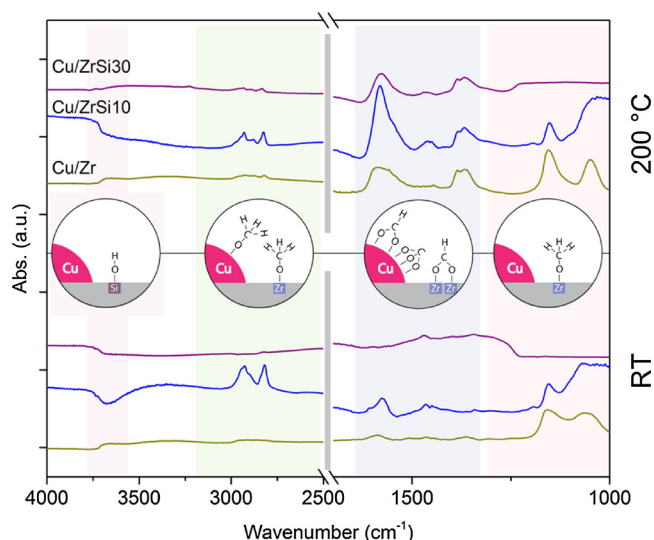 Cu/ZrSi30
Cu/ZrSi10
Cu/Zr
200 °C
Abs. (a.u.)
Cu
H
O
Si
Cu
H
H
C
H
O
H
H
H
C
O
Zr
Cu
H
C
O
O
C
O
O
H
C
O
O
Zr
Zr
Cu
H
H
H
C
O
Zr
RT
4000
3500
3000
2500
1500
1000
Wavenumber (cm⁻¹)